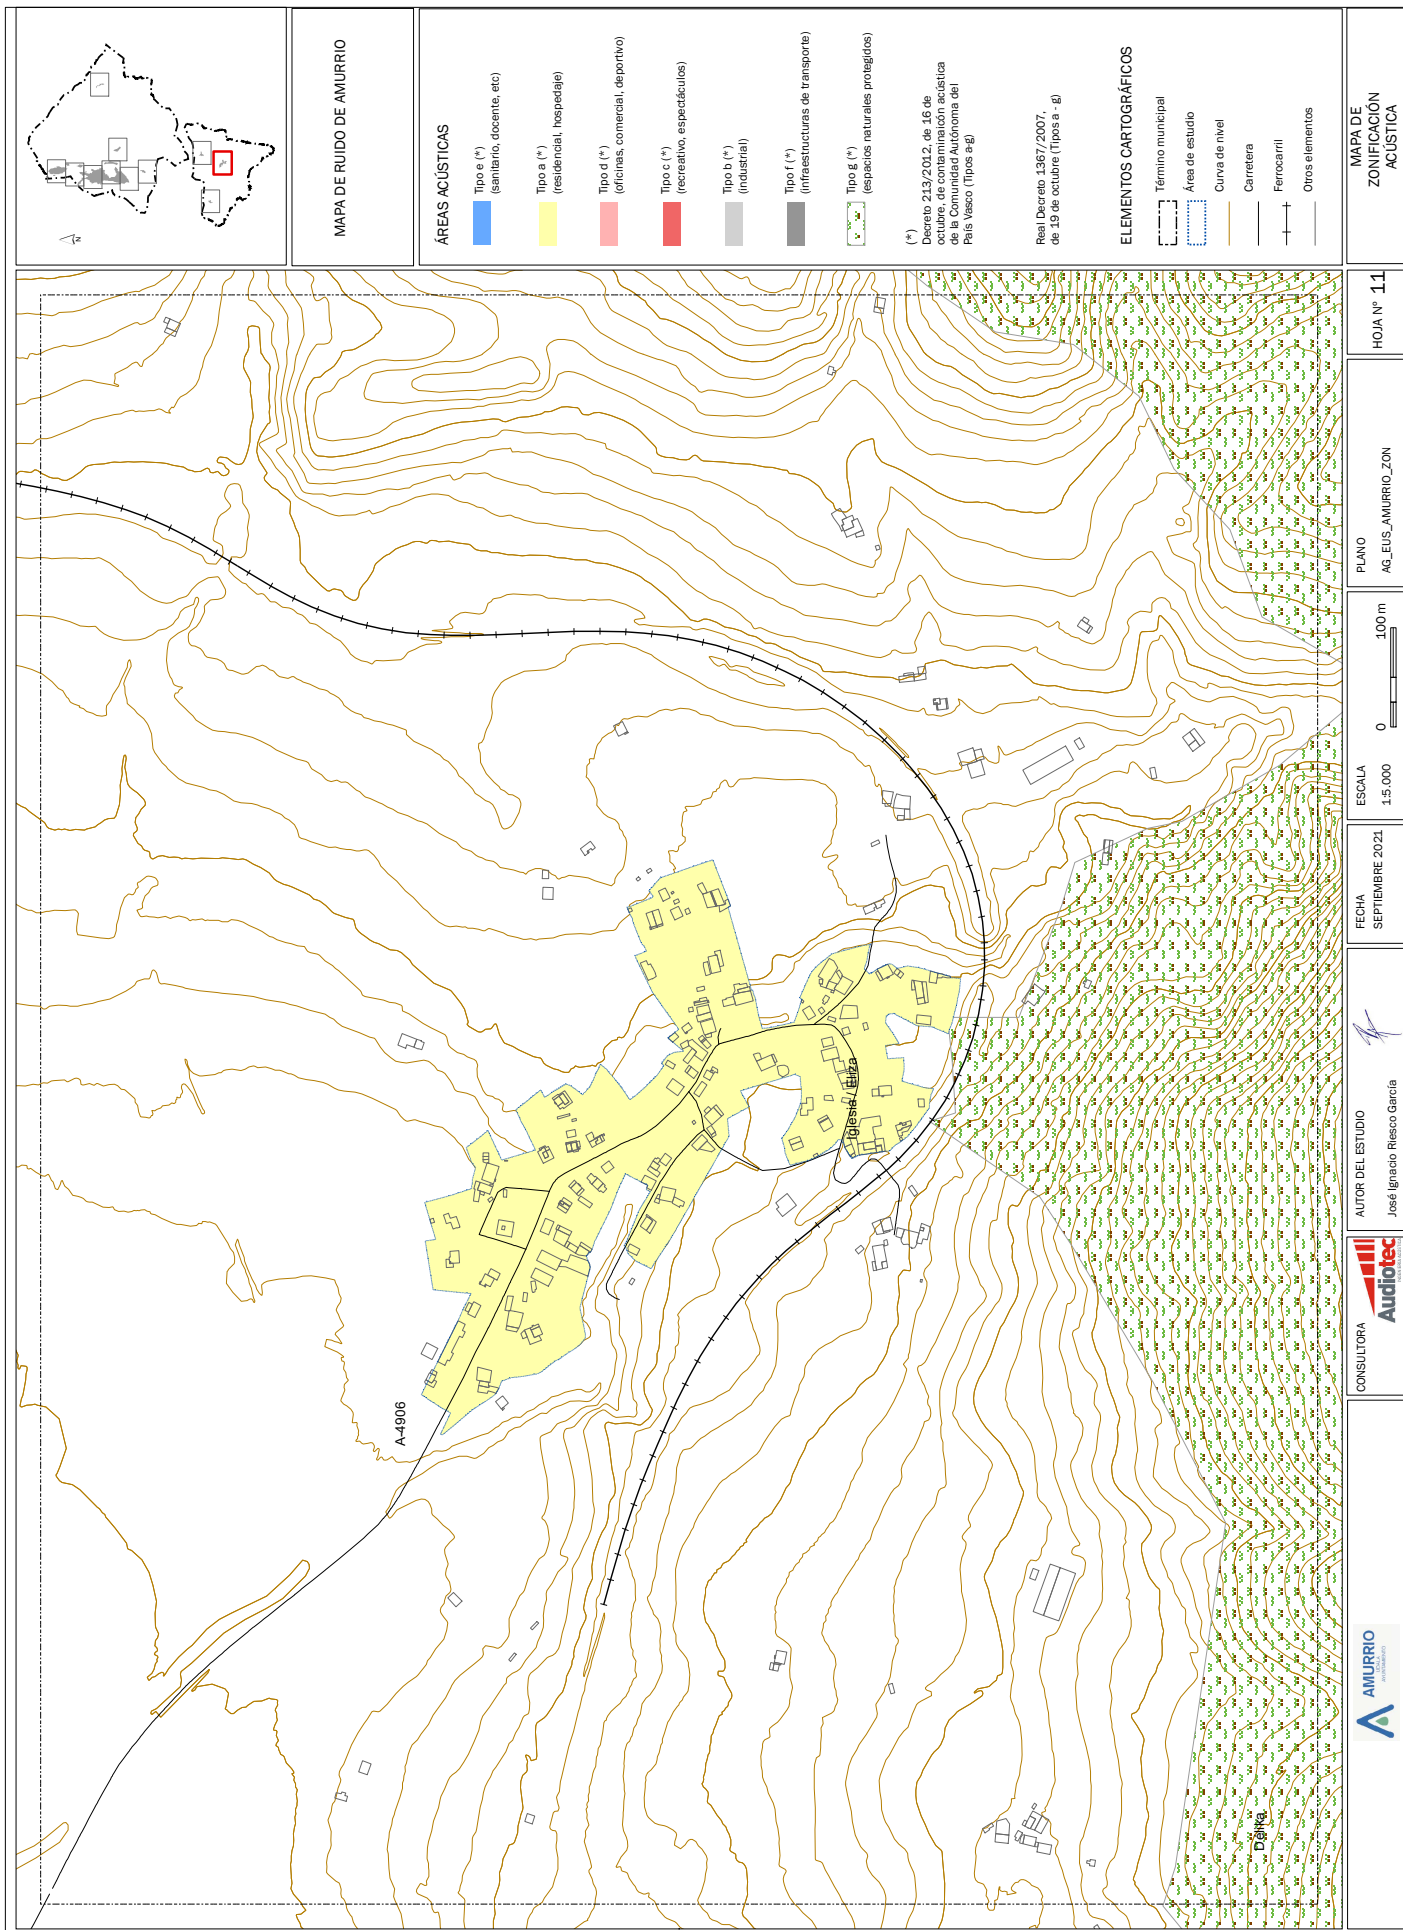 N
MAPA DE RUIDO DE AMURRIO
ÁREAS ACÚSTICAS
Tipo e (*)
(sanitario, docente, etc)
Tipo a (*)
(residencial, hospedaje)
Tipo d (*)
(oficinas, comercial, deportivo)
Tipo c (*)
(recreativo, espectáculos)
Tipo b (*)
(industrial)
Tipo f (*)
(infraestructuras de transporte)
Tipo g (*)
(espacios naturales protegidos)
(*)
Decreto 213/2012, de 16 de
octubre, de contaminaición acústica
de la Comunidad Autónoma del
País Vasco (Tipos a-g)
Real Decreto 1367/2007,
de 19 de octubre (Tipos a - g)
ELEMENTOS CARTOGRÁFICOS
Término municipal
Área de estudio
Curva de nivel
Carretera
Ferrocarril
Otros elementos
MAPA DE
ZONIFICACIÓN
ACÚSTICA
A-4906
Iglesia / Eliza
Délika
AMURRIO
CONSULTORA
Audiotec
AUTOR DEL ESTUDIO
José Ignacio Riesco García
FECHA
SEPTIEMBRE 2021
ESCALA
1:5.000
0 100 m
PLANO
AG_EUS_AMURRIO_ZON
HOJA Nº 11